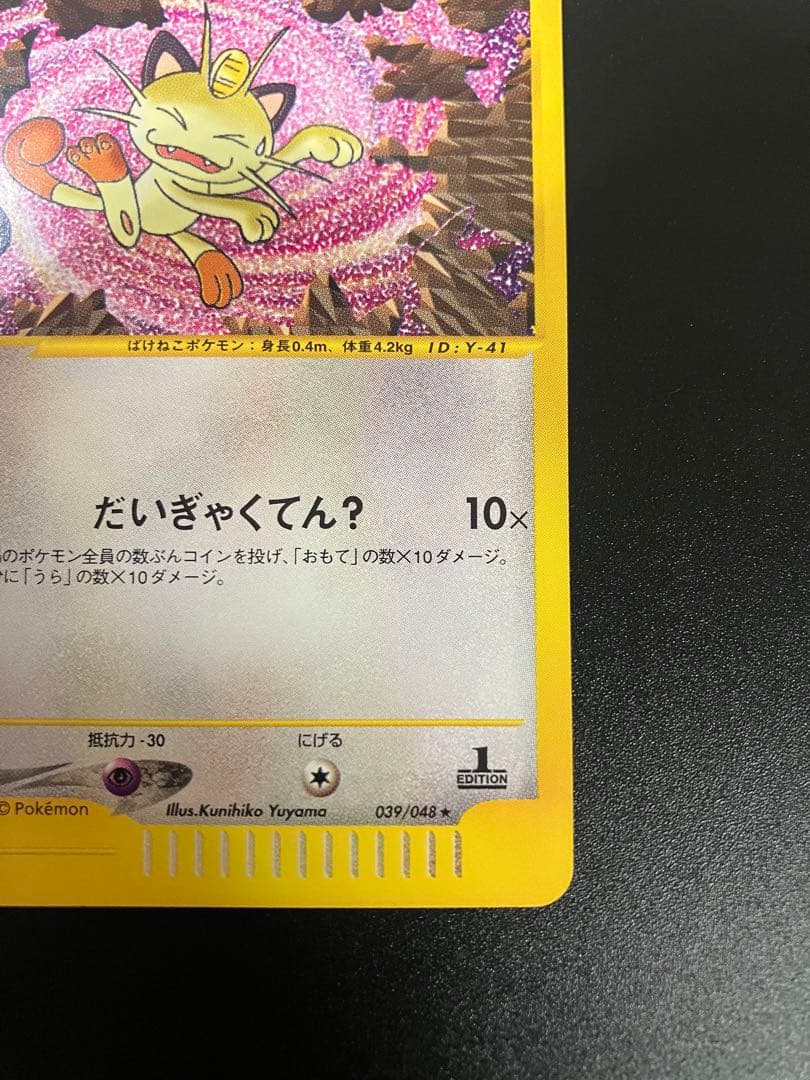 ばけねこポケモン：身長0.4m、体重4.2kg ID:Y-41
だいぎゃくてん？ 10×
のポケモン全員の数ぶんコインを投げ、「おもて」の数×10ダメージ。
に「うら」の数×10ダメージ。
抵抗力-30 にげる
1
EDITION
© Pokémon Illus.Kunihiko Yuyama 039/048★